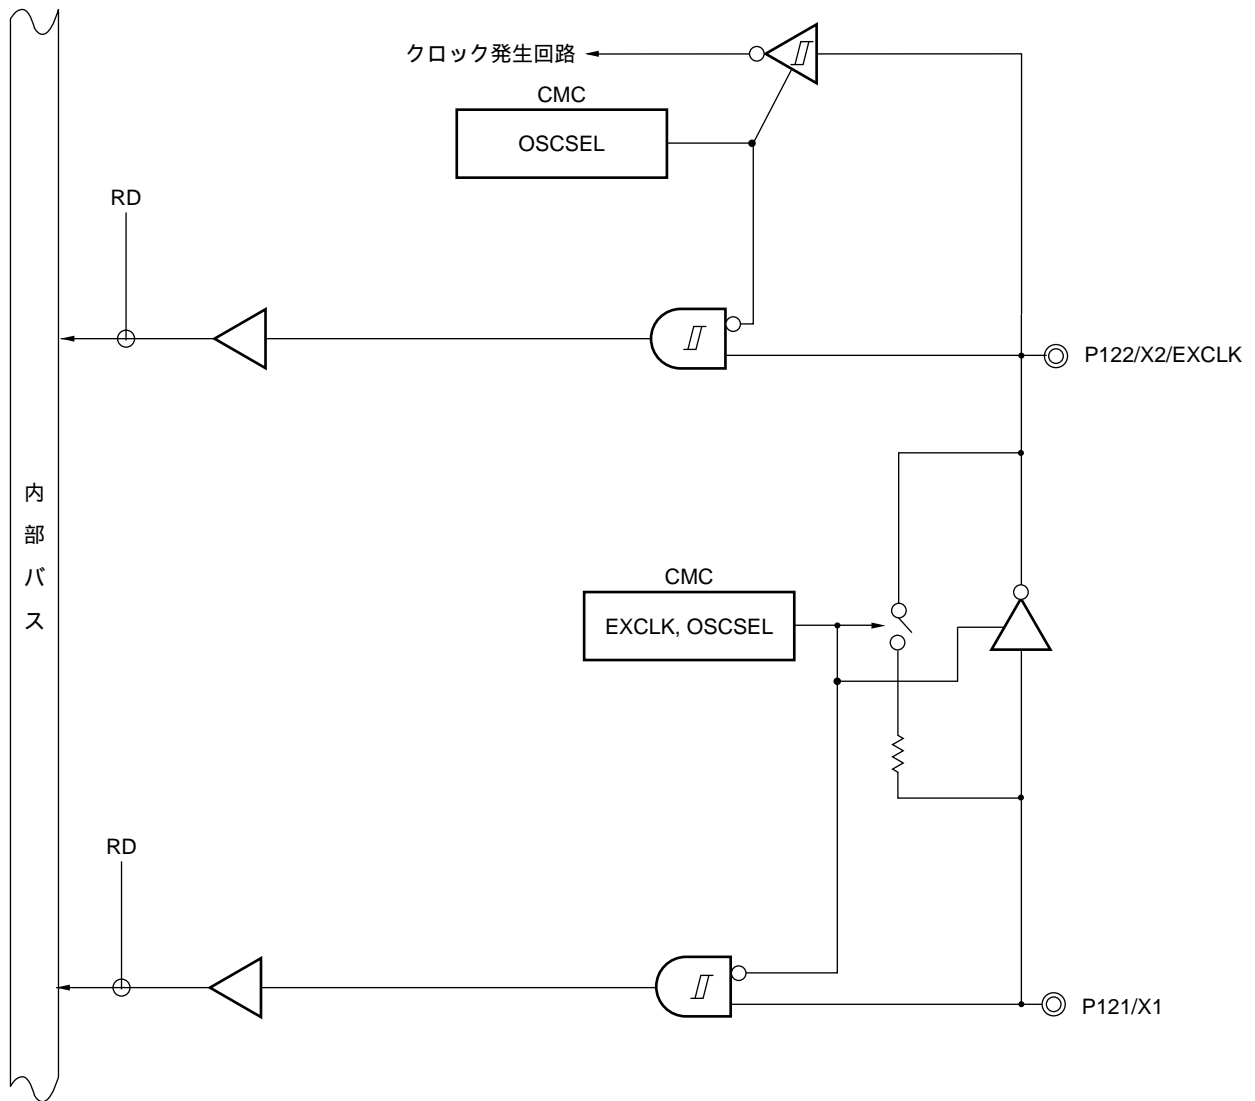 クロック発生回路
CMC
OSCSEL
RD
P122/X2/EXCLK
内部バス
CMC
EXCLK, OSCSEL
RD
P121/X1